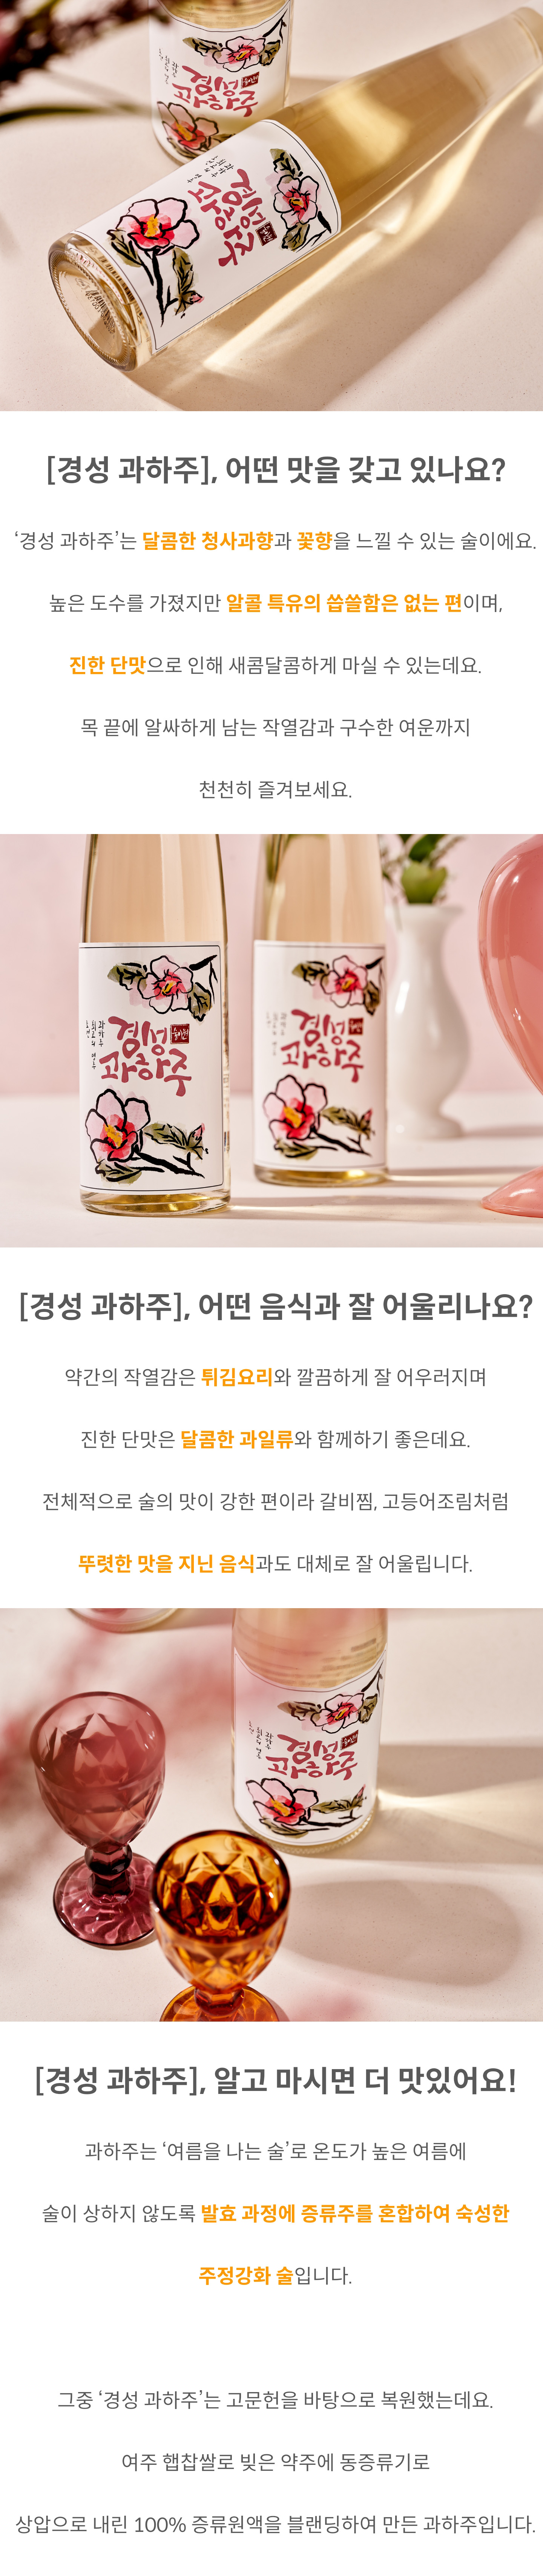 경성
과하주
경성
과하주
[경성 과하주], 어떤 맛을 갖고 있나요?
‘경성 과하주’는 달콤한 청사과향과 꽃향을 느낄 수 있는 술이에요.
높은 도수를 가졌지만 알콜 특유의 씁쓸함은 없는 편이며,
진한 단맛으로 인해 새콤달콤하게 마실 수 있는데요.
목 끝에 알싸하게 남는 작열감과 구수한 여운까지
천천히 즐겨보세요.
경성
과하주
경성
과하주
[경성 과하주], 어떤 음식과 잘 어울리나요?
약간의 작열감은 튀김요리와 깔끔하게 잘 어우러지며
진한 단맛은 달콤한 과일류와 함께하기 좋은데요.
전체적으로 술의 맛이 강한 편이라 갈비찜, 고등어조림처럼
뚜렷한 맛을 지닌 음식과도 대체로 잘 어울립니다.
경성
과하주
[경성 과하주], 알고 마시면 더 맛있어요!
과하주는 ‘여름을 나는 술’로 온도가 높은 여름에
술이 상하지 않도록 발효 과정에 증류주를 혼합하여 숙성한
주정강화 술입니다.
그중 ‘경성 과하주’는 고문헌을 바탕으로 복원했는데요.
여주 햅찹쌀로 빚은 약주에 동증류기로
상압으로 내린 100% 증류원액을 블랜딩하여 만든 과하주입니다.